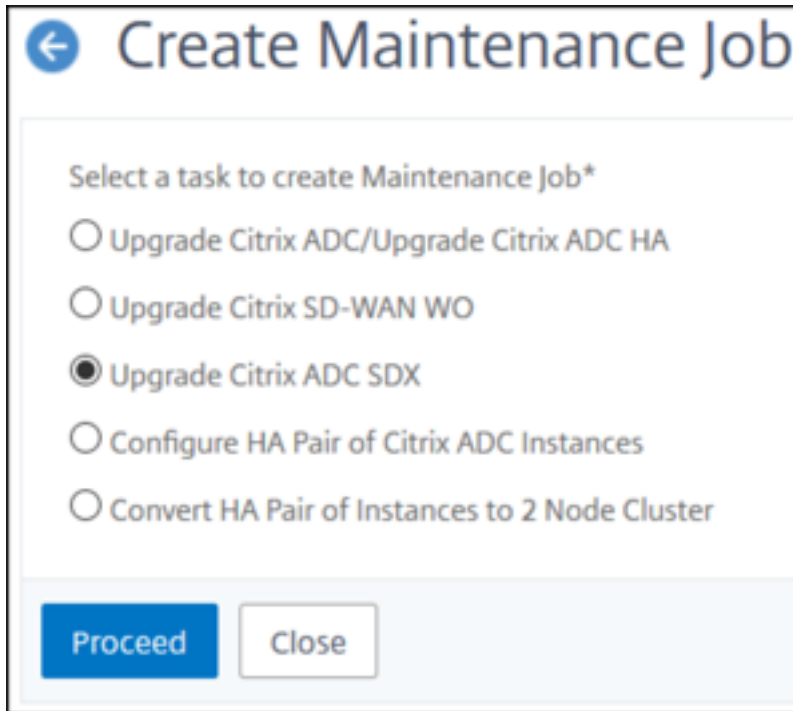 Create Maintenance Job
Select a task to create Maintenance Job*
Upgrade Citrix ADC/Upgrade Citrix ADC HA
Upgrade Citrix SD-WAN WO
Upgrade Citrix ADC SDX
Configure HA Pair of Citrix ADC Instances
Convert HA Pair of Instances to 2 Node Cluster
Proceed Close